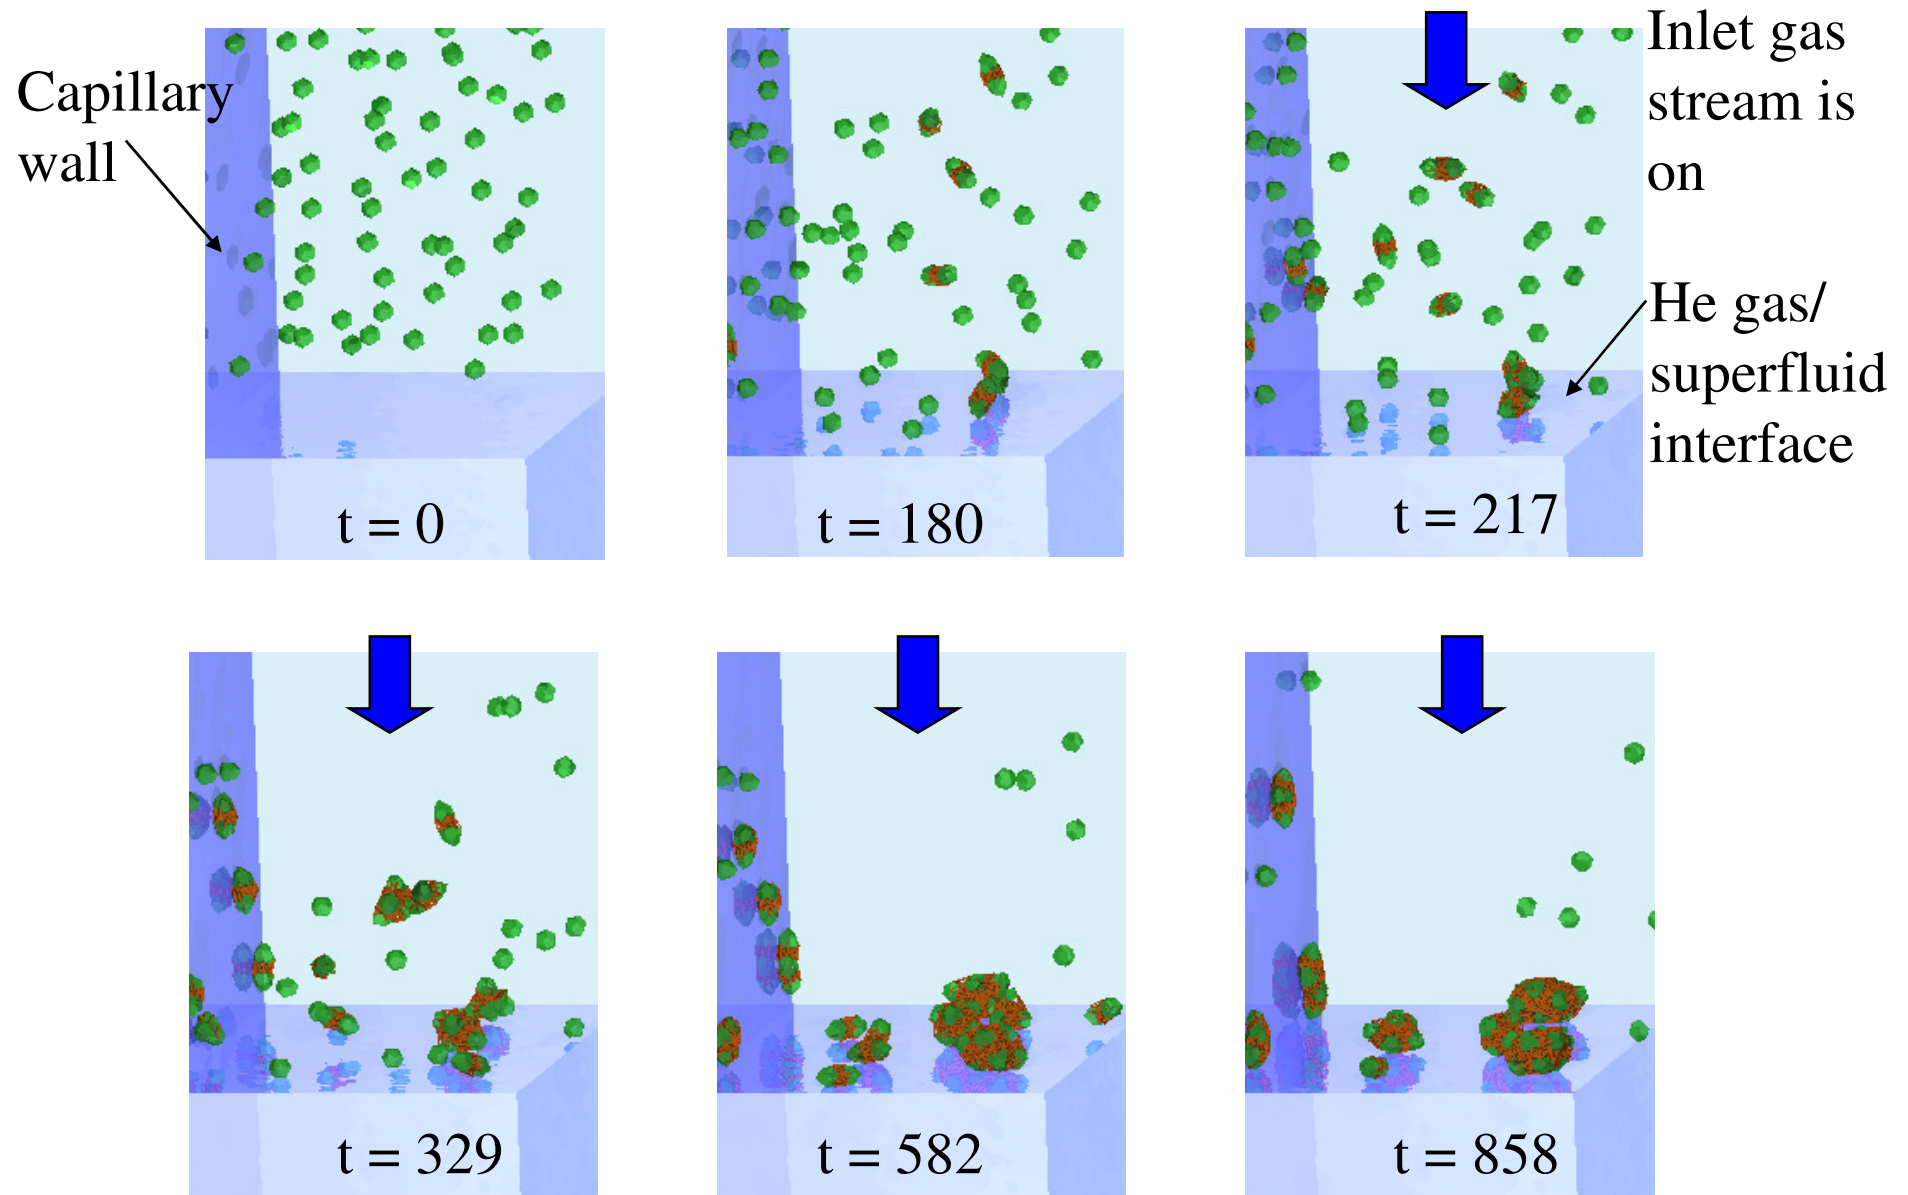 Capillary
wall
Inlet gas
stream is
on
He gas/
superfluid
interface
t = 0
t = 180
t = 217
t = 329
t = 582
t = 858